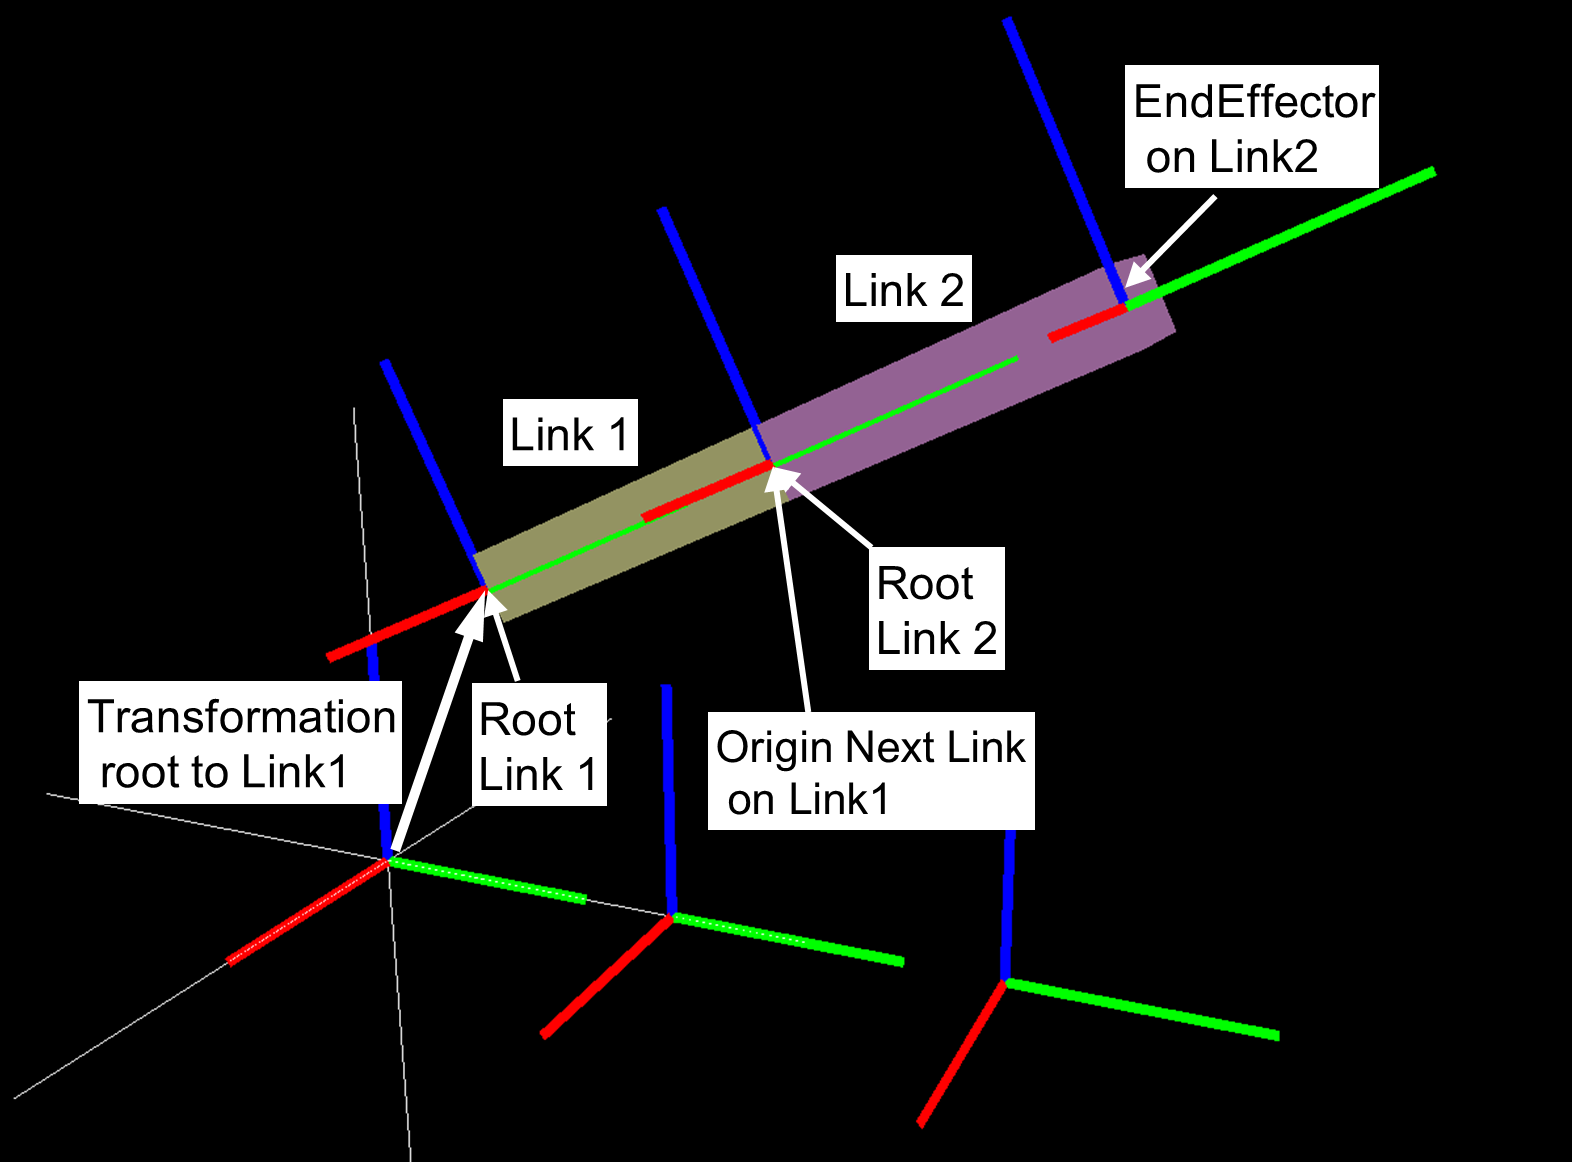 EndEffector
on Link2
Link 2
Link 1
Root
Link 2
Transformation
root to Link1
Root
Link 1
Origin Next Link
on Link1